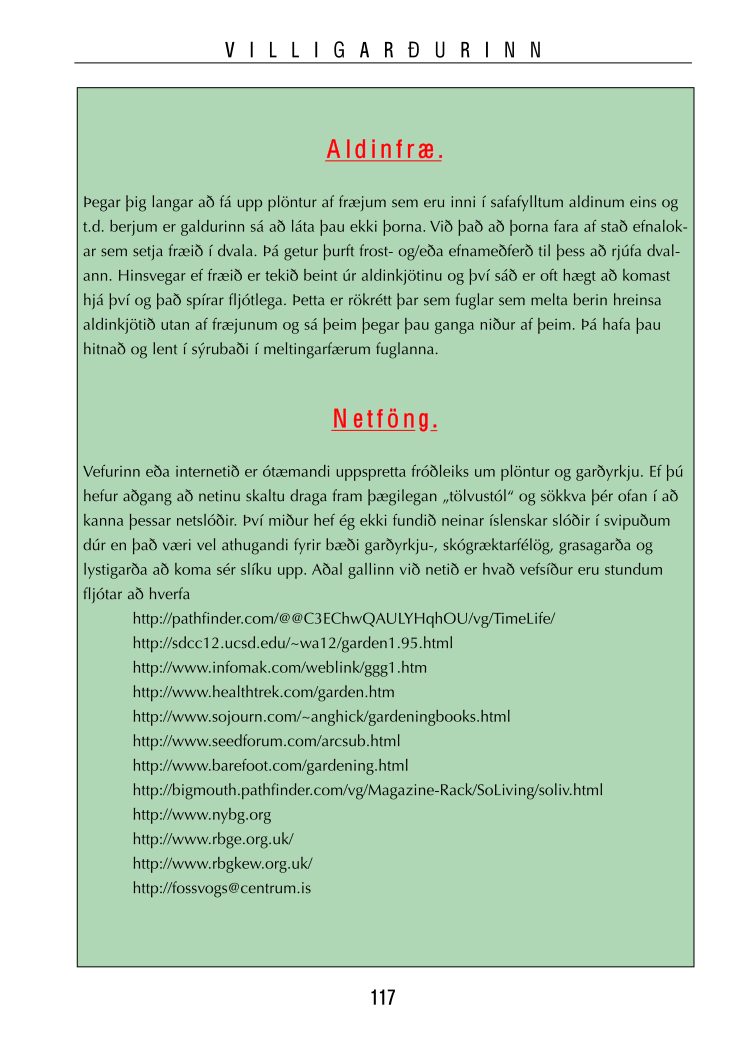 VILLIGARÐURINN
Aldinfræ.
Þegar þig langar að fá upp plöntur af fræjum sem eru inni í safafylltum aldinum eins og
t.d. berjum er galdurinn sá að láta þau ekki þorna. Við það að þorna fara af stað efnalok-
ar sem setja fræið í dvala. Þá getur þurft frost- og/eða efnameðferð til þess að rjúfa dval-
ann. Hinsvegar ef fræið er tekið beint úr aldinkjötinu og því sáð er oft hægt að komast
hjá því og það spírar fljótlega. Þetta er rökrétt þar sem fuglar sem melta berin hreinsa
aldinkjötið utan af fræjunum og sá þeim þegar þau ganga niður af þeim. Þá hafa þau
hitnað og lent í sýrubaði í meltingarfærum fuglanna.
Netföng.
Vefurinn eða internetið er ótæmandi uppspretta fróðleiks um plöntur og garðyrkju. Ef þú
hefur aðgang að netinu skaltu draga fram þægilegan „tölvustól“ og sökkva þér ofan í að
kanna þessar netslóðir. Því miður hef ég ekki fundið neinar íslenskar slóðir í svipuðum
dúr en það væri vel athugandi fyrir bæði garðyrkju-, skógræktarfélög, grasagarða og
lystigarða að koma sér slíku upp. Aðal gallinn við netið er hvað vefsíður eru stundum
fljótar að hverfa
http://pathfinder.com/@@C3EChwQAULYHqhOU/vg/TimeLife/
http://sdcc12.ucsd.edu/~wa12/garden1.95.html
http://www.infomak.com/weblink/ggg1.htm
http://www.healthtrek.com/garden.htm
http://www.sojourn.com/~anghick/gardeningbooks.html
http://www.seedforum.com/arcsub.html
http://www.barefoot.com/gardening.html
http://bigmouth.pathfinder.com/vg/Magazine-Rack/SoLiving/soliv.html
http://www.nybg.org
http://www.rbge.org.uk/
http://www.rbgkew.org.uk/
http://fossvogs@centrum.is
117